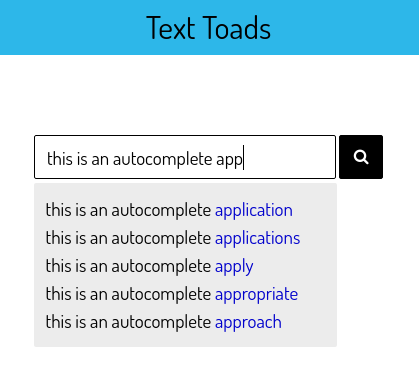 Text Toads
this is an autocomplete app
this is an autocomplete application
this is an autocomplete applications
this is an autocomplete apply
this is an autocomplete appropriate
this is an autocomplete approach